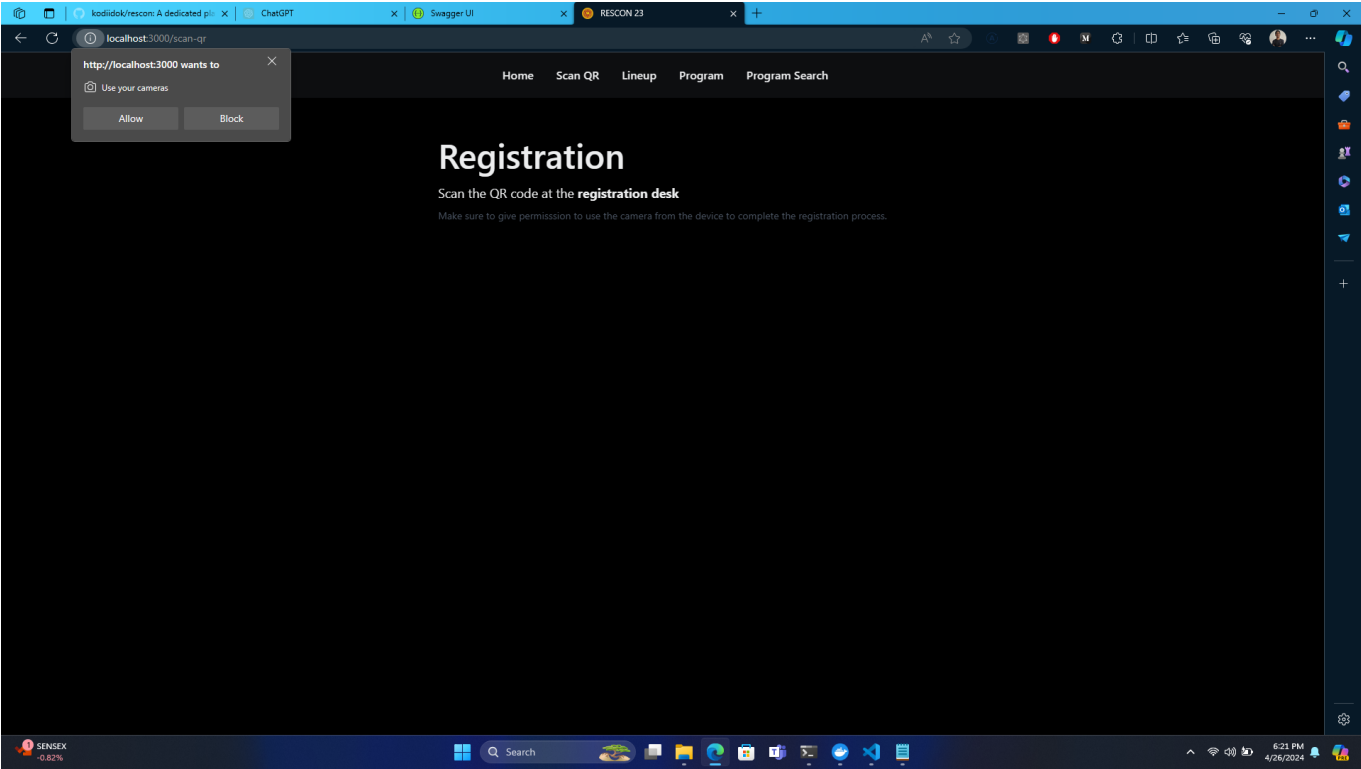 kodiidok/rescon: A dedicated pla
ChatGPT
Swagger UI
RESCON 23
localhost:3000/scan-qr
http://localhost:3000 wants to
Use your cameras
Allow Block
Home Scan QR Lineup Program Program Search
Registration
Scan the QR code at the registration desk
Make sure to give permisssion to use the camera from the device to complete the registration process.
1
SENSEX
-0.82%
Search
6:21 PM
4/26/2024